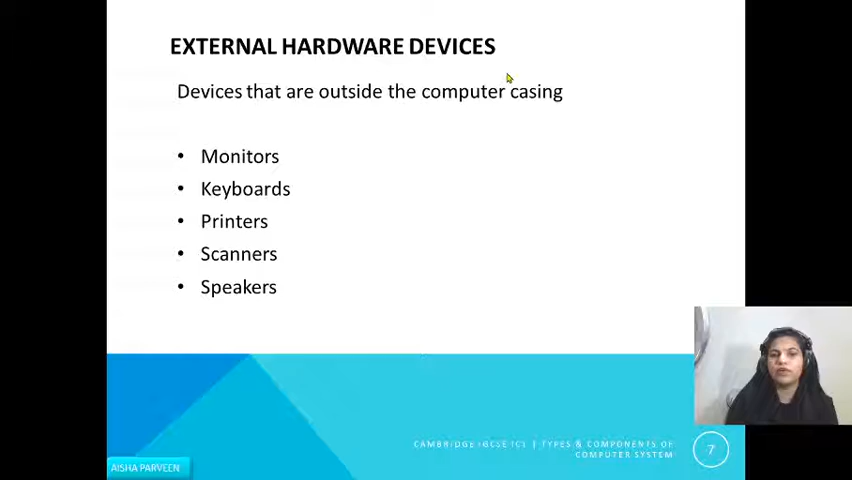 EXTERNAL HARDWARE DEVICES
Devices that are outside the computer casing
• Monitors
• Keyboards
• Printers
• Scanners
• Speakers
CAMBRIDGE IGCSE ICT | TYPES & COMPONENTS OF
COMPUTER SYSTEM
7
AISHA PARVEEN